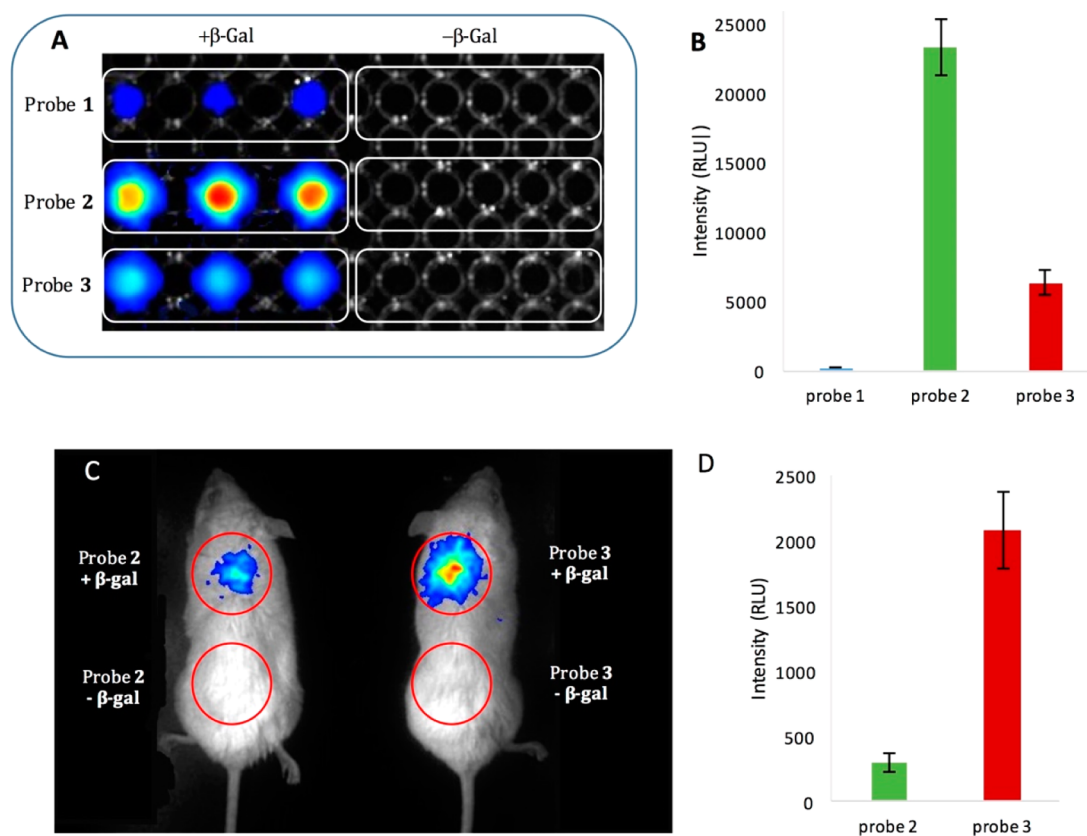 A
+β-Gal
−β-Gal
Probe 1
Probe 2
Probe 3
B
Intensity (RLU|)
25000
20000
15000
10000
5000
0
probe 1
probe 2
probe 3
C
Probe 2
+ β-gal
Probe 2
- β-gal
Probe 3
+ β-gal
Probe 3
- β-gal
D
Intensity (RLU)
2500
2000
1500
1000
500
0
probe 2
probe 3